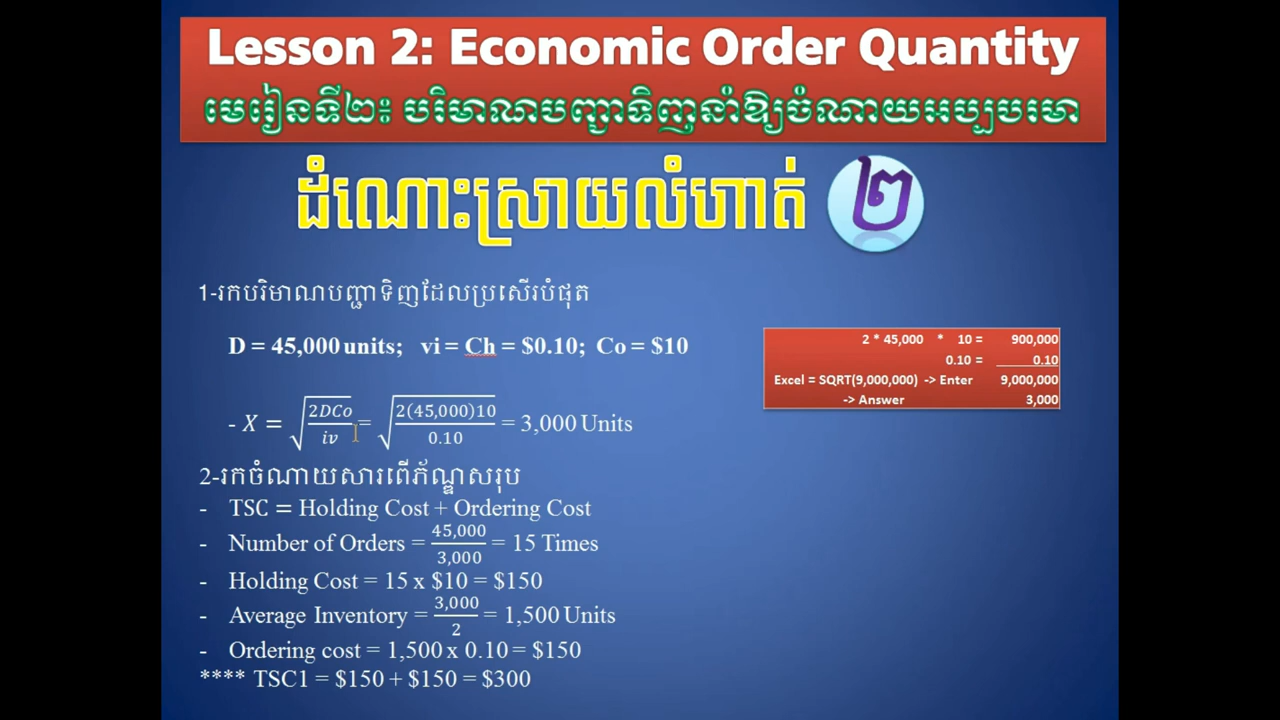 Lesson 2: Economic Order Quantity
មេរៀនទី២៖ បរិមាណបញ្ជាទិញនាំឱ្យចំណាយអប្បបរមា
ដំណោះស្រាយលំហាត់ ២
1-រកបរិមាណបញ្ជាទិញដែលប្រសើរបំផុត
D = 45,000 units; vi = Ch = $0.10; Co = $10
- X = √(2DCo/iv) = √(2(45,000)10/0.10) = 3,000 Units
2 * 45,000 * 10 = 900,000
0.10 = 0.10
Excel = SQRT(9,000,000) -> Enter 9,000,000
-> Answer 3,000
2-រកចំណាយសារពើភ័ណ្ឌសរុប
- TSC = Holding Cost + Ordering Cost
- Number of Orders = 45,000/3,000 = 15 Times
- Holding Cost = 15 x $10 = $150
- Average Inventory = 3,000/2 = 1,500 Units
- Ordering cost = 1,500 x 0.10 = $150
**** TSC1 = $150 + $150 = $300